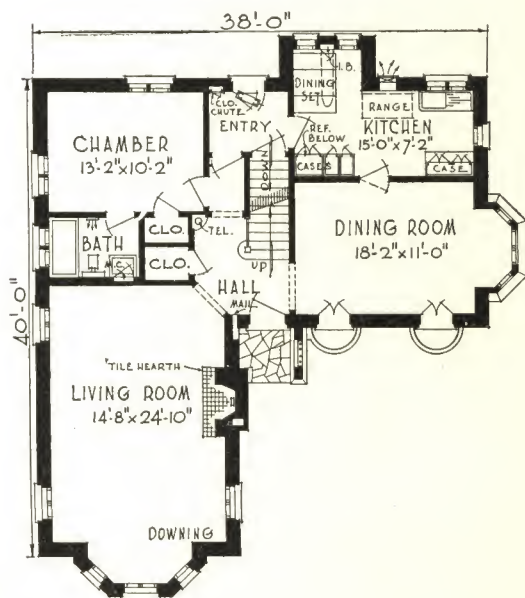 38'-0"
I.B.
DINING
SET
CLO.
CHUTE
RANGE
ENTRY
REF.
BELOW
KITCHEN
15'-0"x7'-2"
CHAMBER
13'-2"x10'-2"
CASES
CASE
DOWN
BATH
M.C.
CLO.
TEL.
DINING ROOM
18'-2"x11'-0"
CLO.
UP
HALL
MAIL
40'-0"
TILE HEARTH
LIVING ROOM
14'-8"x24'-10"
DOWNING